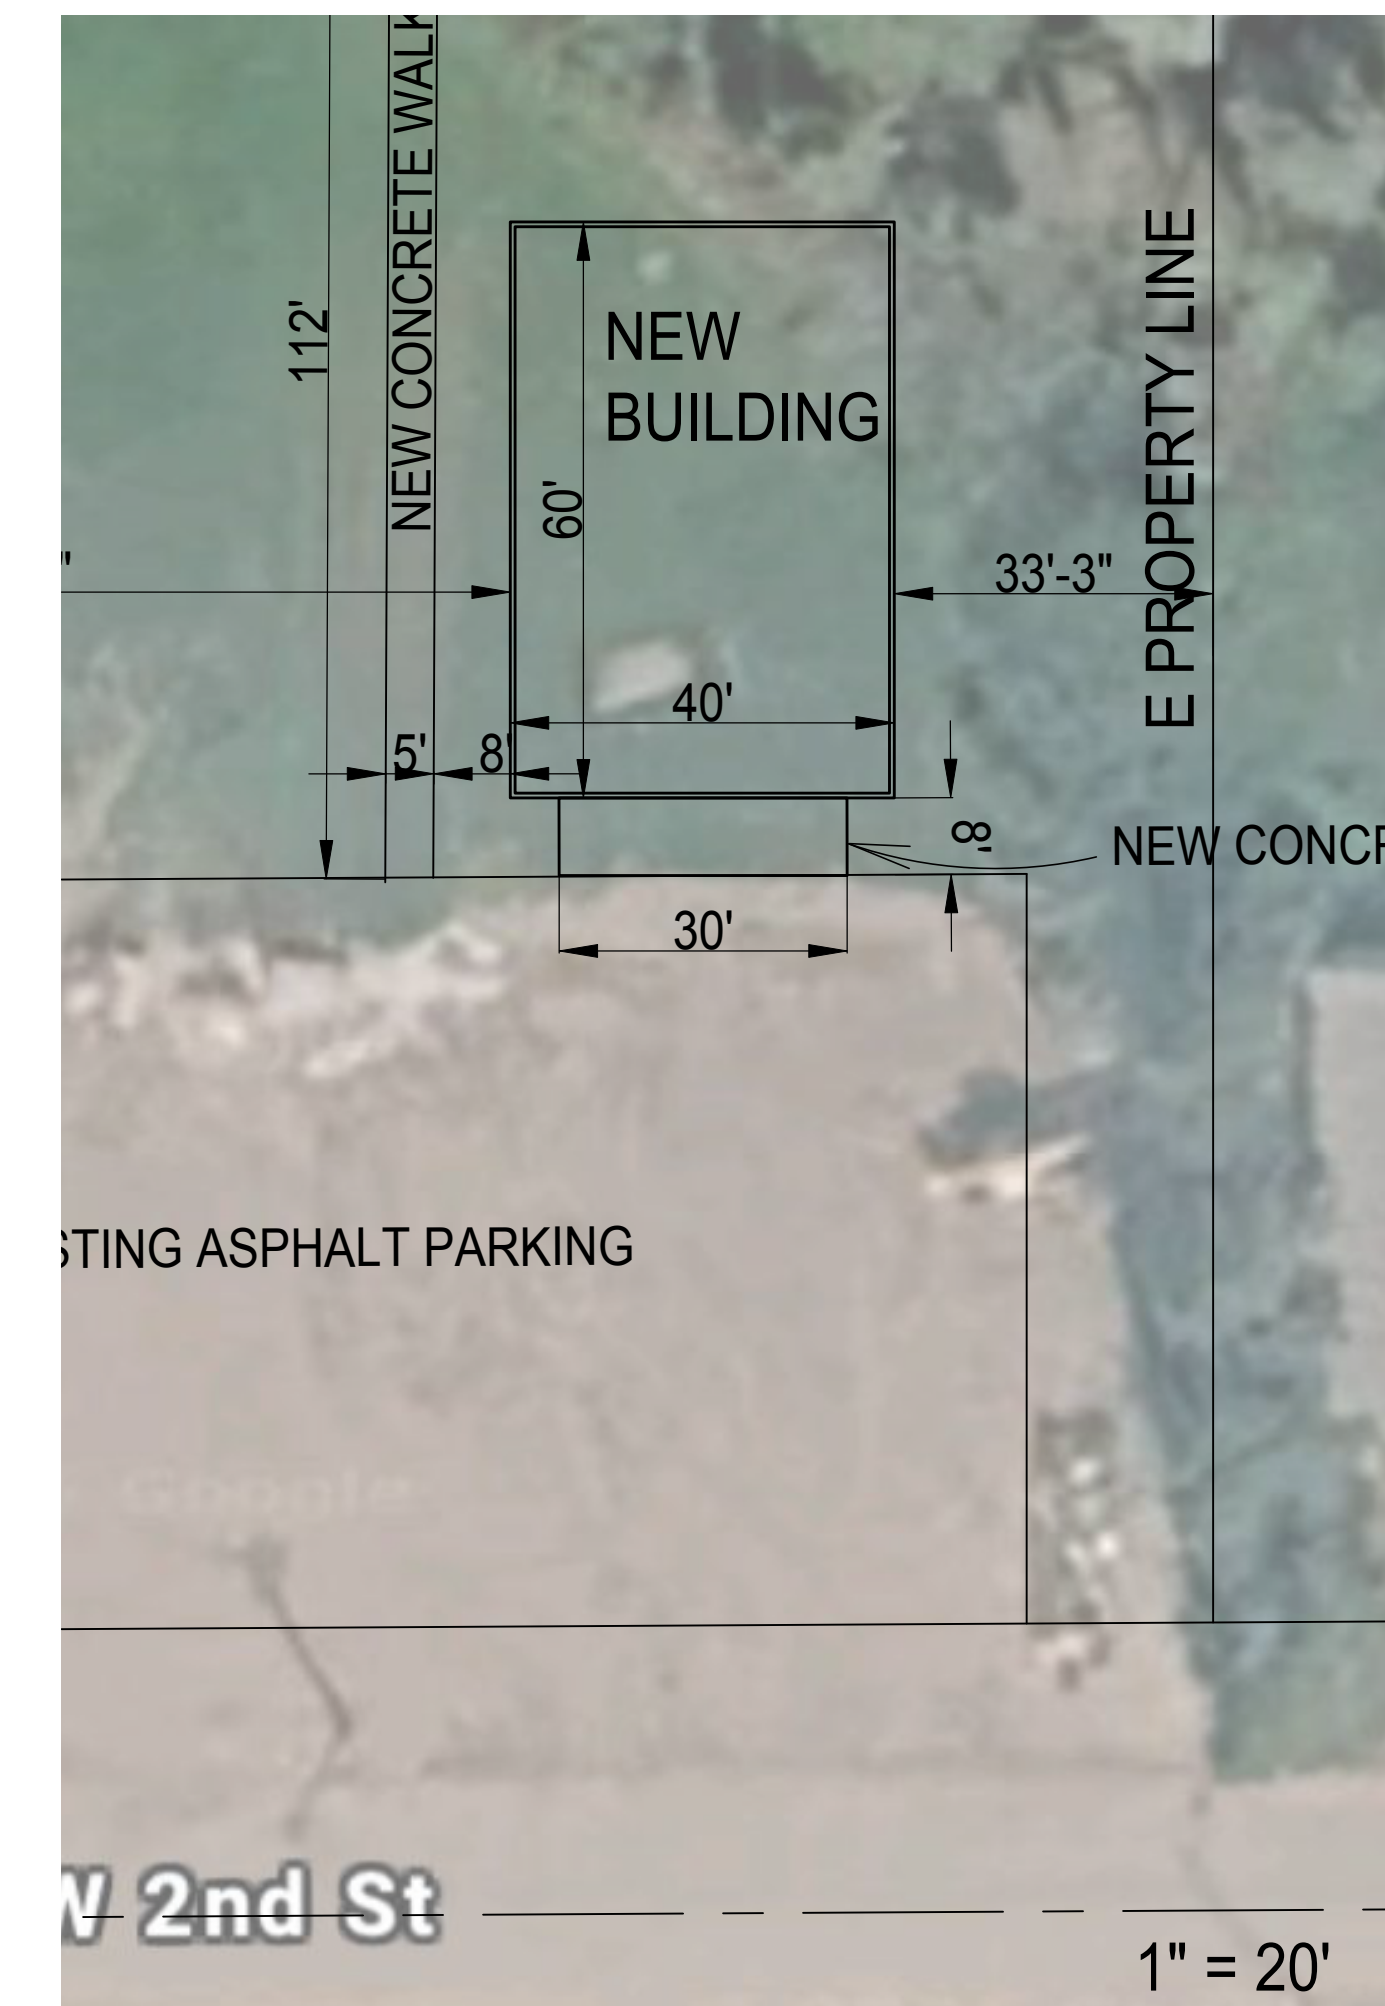 NEW CONCRETE WALK
112'
NEW
BUILDING
60'
E PROPERTY LINE
"
33'-3"
40'
5'
8'
8'
NEW CONCR
30'
STING ASPHALT PARKING
W 2nd St
1" = 20'